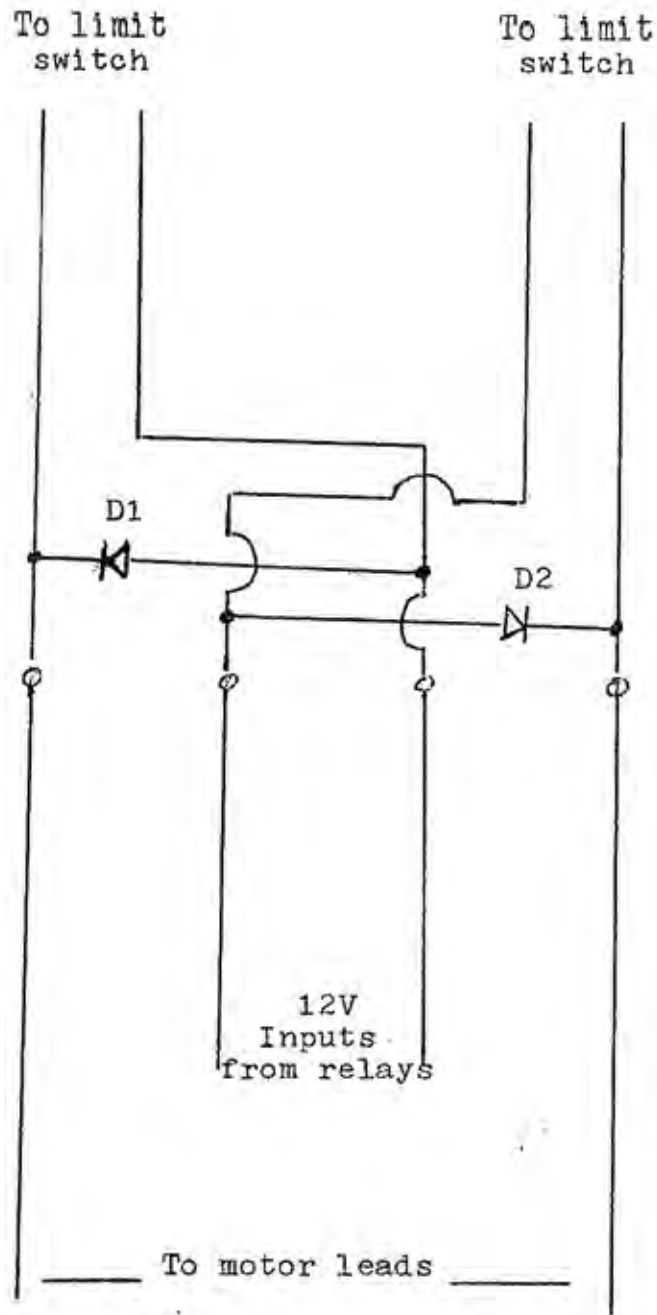 To limit
switch
To limit
switch
D1
D2
12V
Inputs
from relays
To motor leads